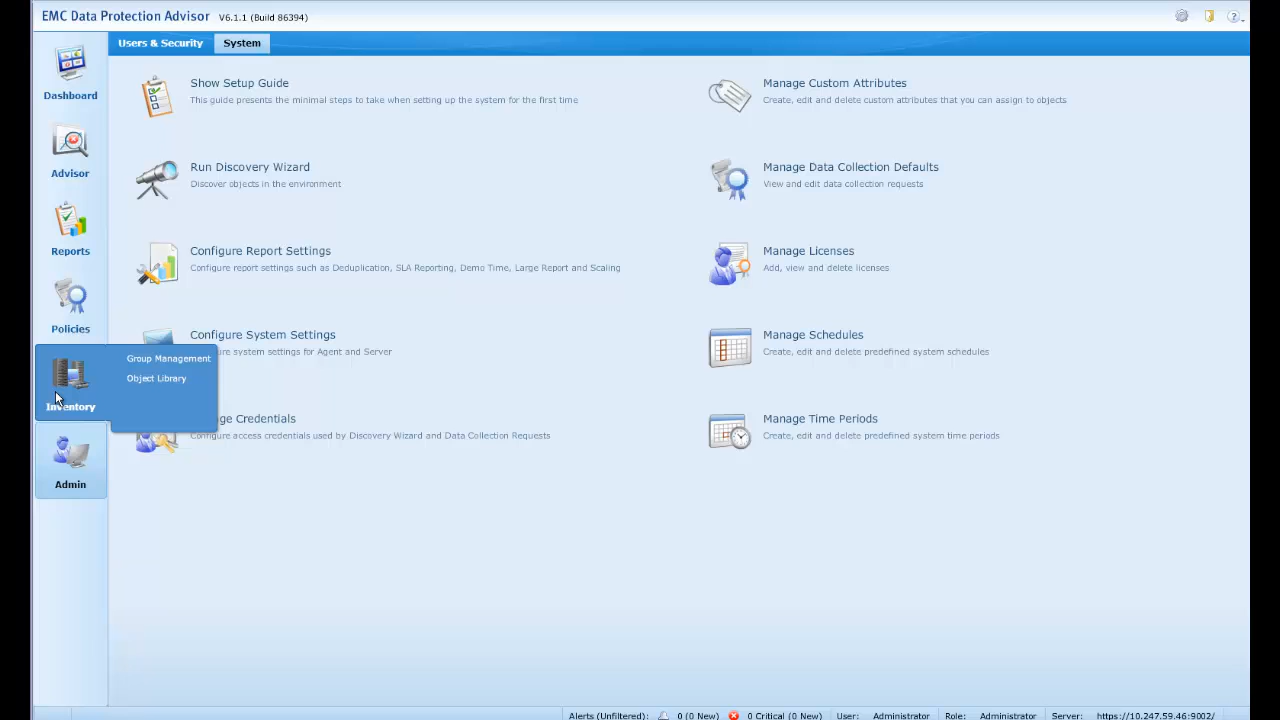 EMC Data Protection Advisor V6.1.1 (Build 86394)
Users & Security System
Dashboard
Advisor
Reports
Policies
Inventory
Group Management
Object Library
Admin
Show Setup Guide
This guide presents the minimal steps to take when setting up the system for the first time
Run Discovery Wizard
Discover objects in the environment
Configure Report Settings
Configure report settings such as Deduplication, SLA Reporting, Demo Time, Large Report and Scaling
Configure System Settings
ure system settings for Agent and Server
ge Credentials
Configure access credentials used by Discovery Wizard and Data Collection Requests
Manage Custom Attributes
Create, edit and delete custom attributes that you can assign to objects
Manage Data Collection Defaults
View and edit data collection requests
Manage Licenses
Add, view and delete licenses
Manage Schedules
Create, edit and delete predefined system schedules
Manage Time Periods
Create, edit and delete predefined system time periods
Alerts (Unfiltered): 0 (0 New) 0 Critical (0 New) User: Administrator Role: Administrator Server: https://10.247.59.46:9002/